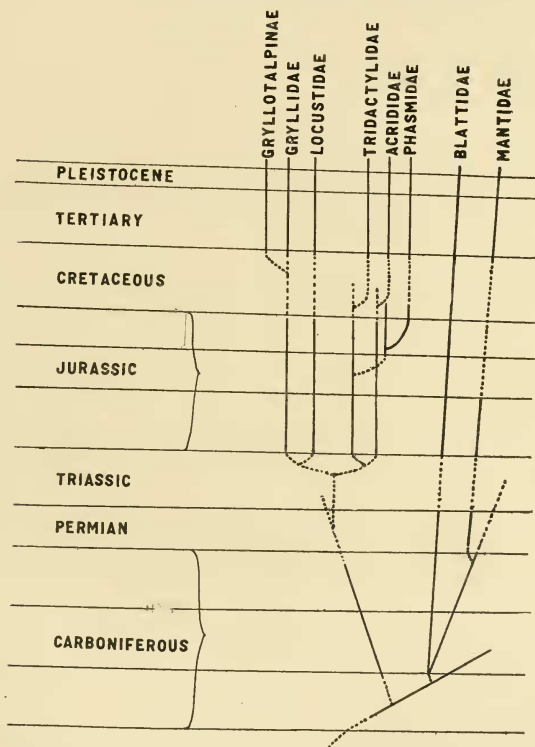 GRYLLOTALPINAE
GRYLLIDAE
LOCUSTIDAE
TRIDACTYLIDAE
ACRIDIDAE
PHASMIDAE
BLATTIDAE
MANTIDAE
PLEISTOCENE
TERTIARY
CRETACEOUS
JURASSIC
TRIASSIC
PERMIAN
CARBONIFEROUS